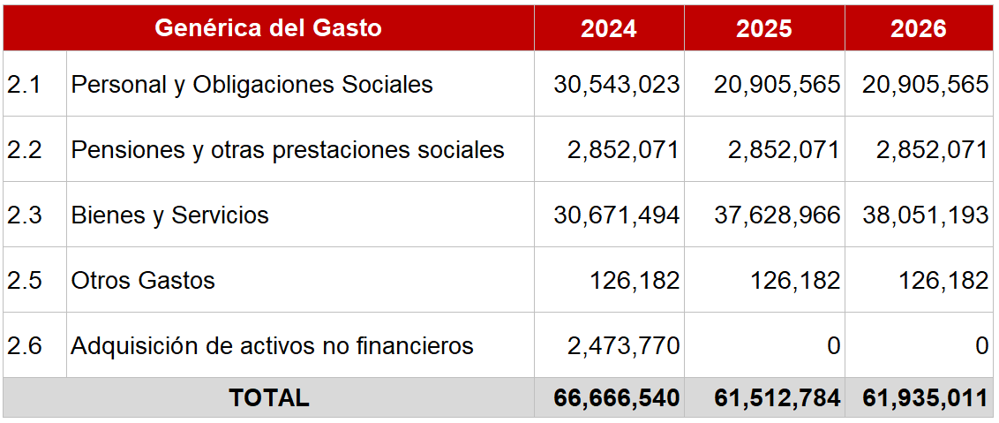 Genérica del Gasto 2024 2025 2026
2.1 Personal y Obligaciones Sociales 30,543,023 20,905,565 20,905,565
2.2 Pensiones y otras prestaciones sociales 2,852,071 2,852,071 2,852,071
2.3 Bienes y Servicios 30,671,494 37,628,966 38,051,193
2.5 Otros Gastos 126,182 126,182 126,182
2.6 Adquisición de activos no financieros 2,473,770 0 0
TOTAL 66,666,540 61,512,784 61,935,011